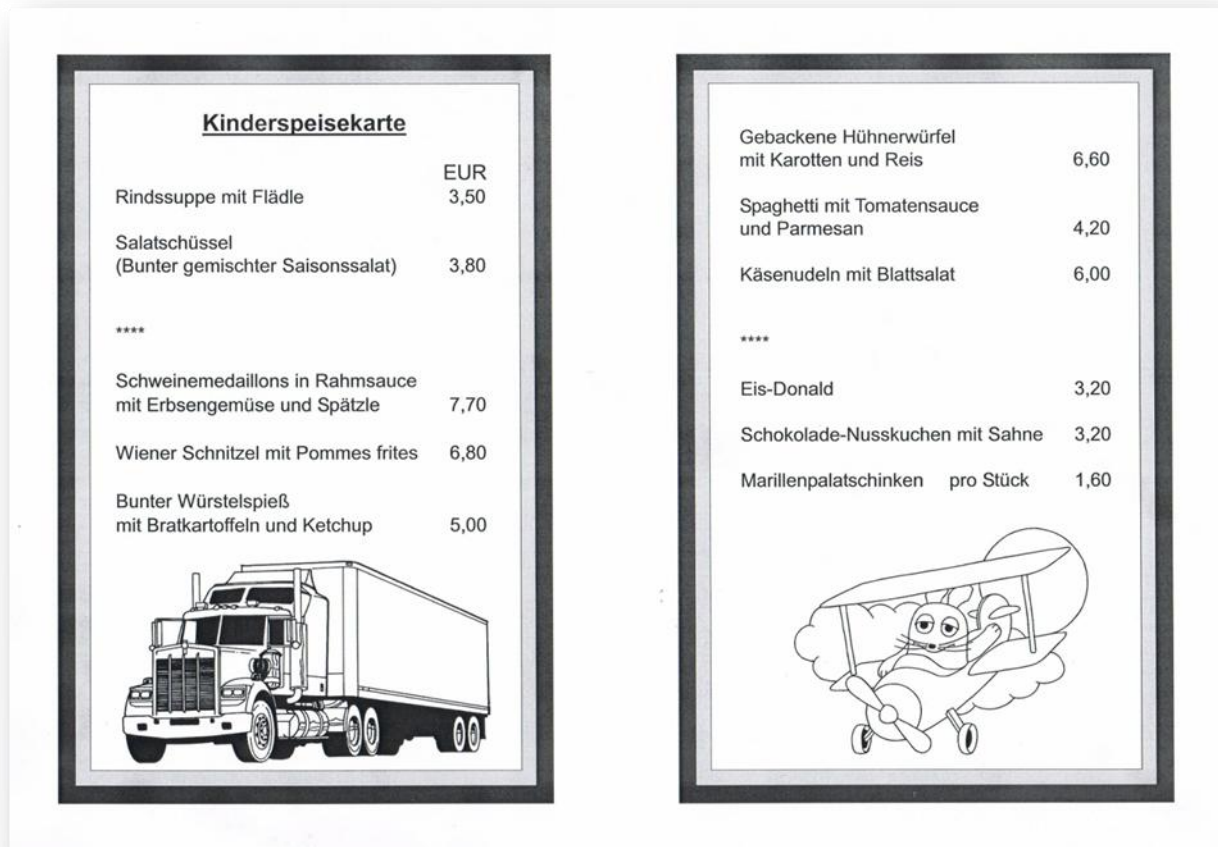 Kinderspeisekarte
EUR
Rindssuppe mit Flädle 3,50
Salatschüssel
(Bunter gemischter Saisonssalat) 3,80
****
Schweinemedaillons in Rahmsauce
mit Erbsengemüse und Spätzle 7,70
Wiener Schnitzel mit Pommes frites 6,80
Bunter Würstelspieß
mit Bratkartoffeln und Ketchup 5,00
Gebackene Hühnerwürfel
mit Karotten und Reis 6,60
Spaghetti mit Tomatensauce
und Parmesan 4,20
Käsenudeln mit Blattsalat 6,00
****
Eis-Donald 3,20
Schokolade-Nusskuchen mit Sahne 3,20
Marillenpalatschinken pro Stück 1,60